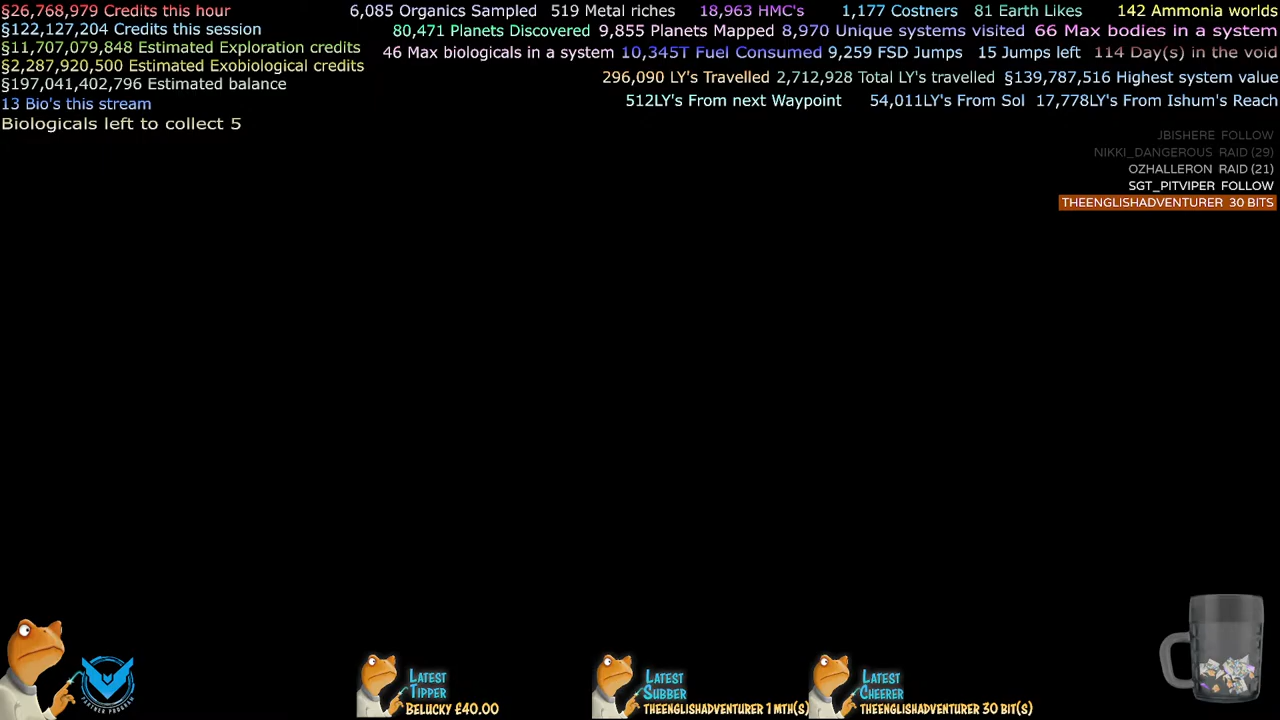 §26,768,979 Credits this hour
§122,127,204 Credits this session
§11,707,079,848 Estimated Exploration credits
§2,287,920,500 Estimated Exobiological credits
§197,041,402,796 Estimated balance
13 Bio's this stream
Biologicals left to collect 5
6,085 Organics Sampled 519 Metal riches 18,963 HMC's 1,177 Costners 81 Earth Likes 142 Ammonia worlds
80,471 Planets Discovered 9,855 Planets Mapped 8,970 Unique systems visited 66 Max bodies in a system
46 Max biologicals in a system 10,345T Fuel Consumed 9,259 FSD Jumps 15 Jumps left 114 Day(s) in the void
296,090 LY's Travelled 2,712,928 Total LY's travelled §139,787,516 Highest system value
512LY's From next Waypoint 54,011LY's From Sol 17,778LY's From Ishum's Reach
JBISHERE FOLLOW
NIKKI_DANGEROUS RAID (29)
OZHALLERON RAID (21)
SGT_PITVIPER FOLLOW
THEENGLISHADVENTURER 30 BITS
PARTNER PROGRAM
LATEST
TIPPER
BELUCKY £40.00
LATEST
SUBBER
THEENGLISHADVENTURER 1 MTH(S)
LATEST
CHEERER
THEENGLISHADVENTURER 30 BIT(S)